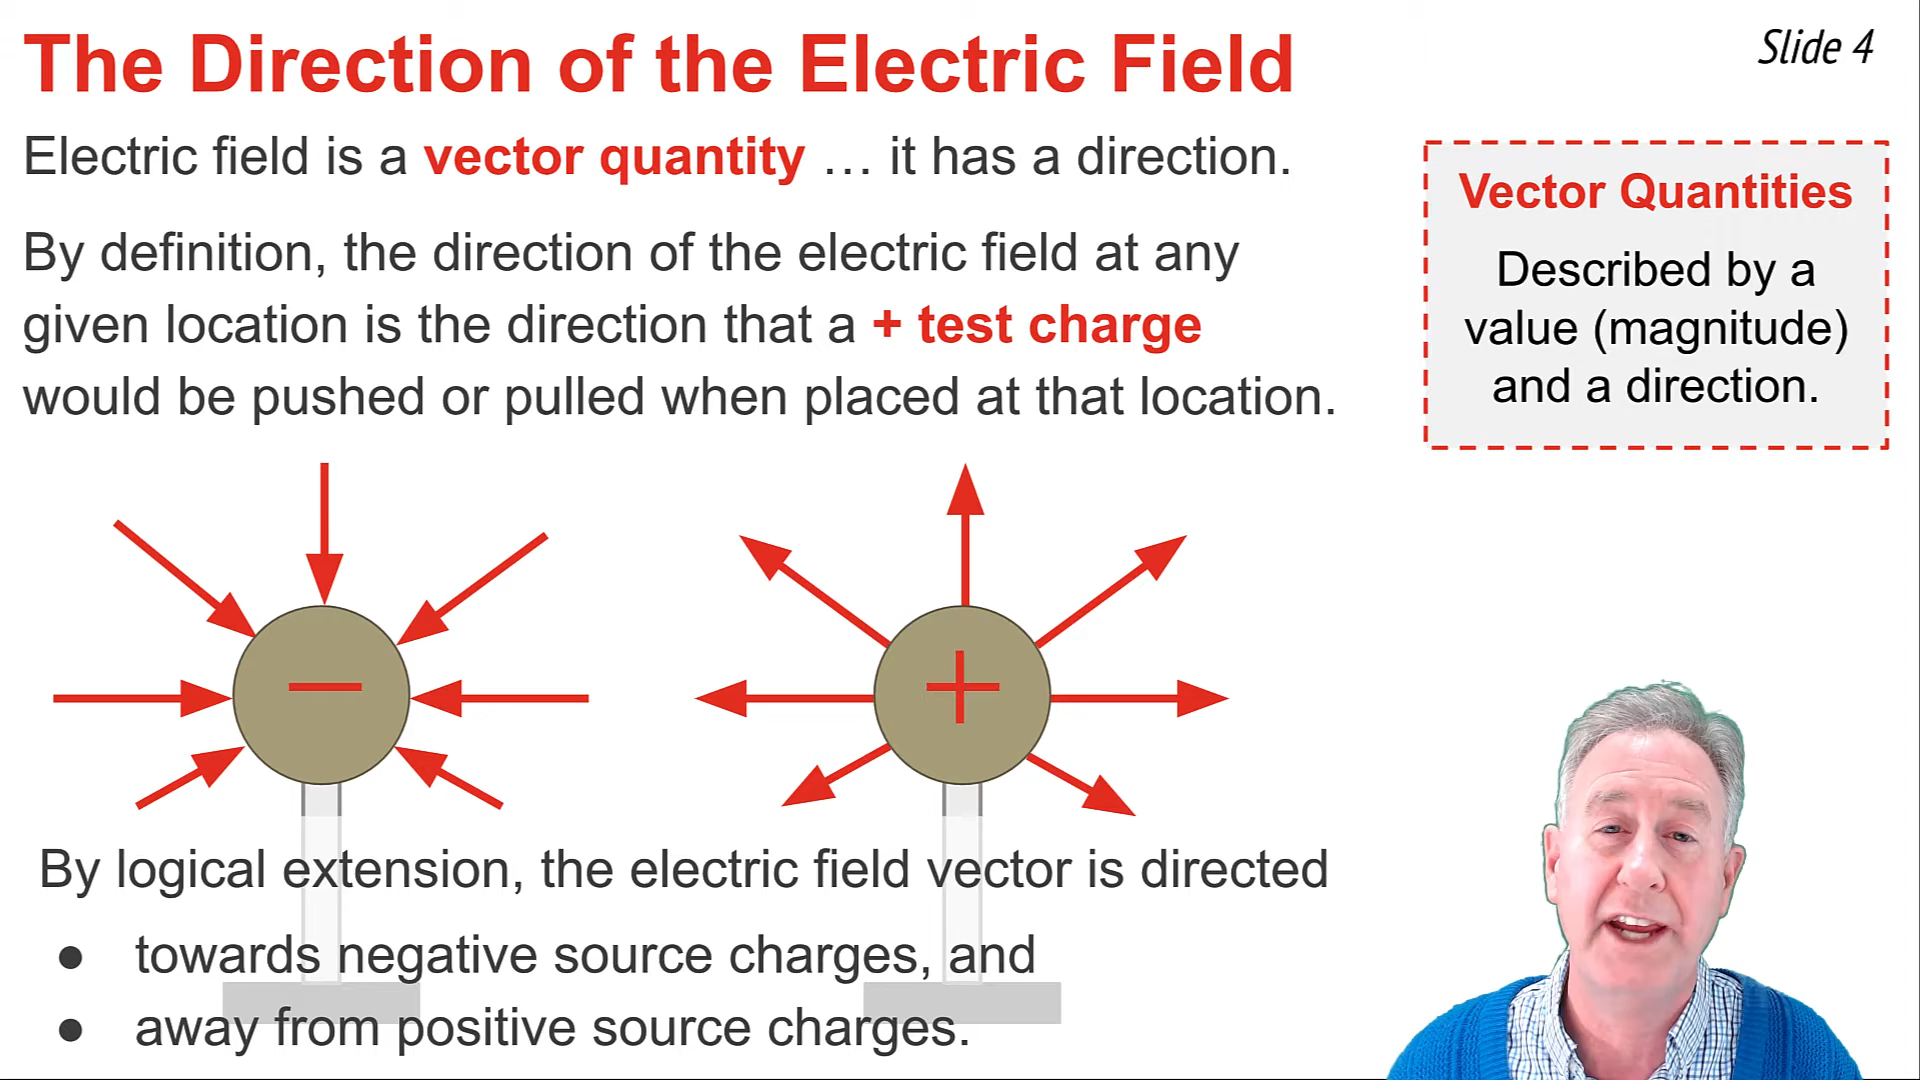 The Direction of the Electric Field
Slide 4
Electric field is a vector quantity … it has a direction.
By definition, the direction of the electric field at any
given location is the direction that a + test charge
would be pushed or pulled when placed at that location.
Vector Quantities
Described by a
value (magnitude)
and a direction.
−
+
By logical extension, the electric field vector is directed
● towards negative source charges, and
● away from positive source charges.